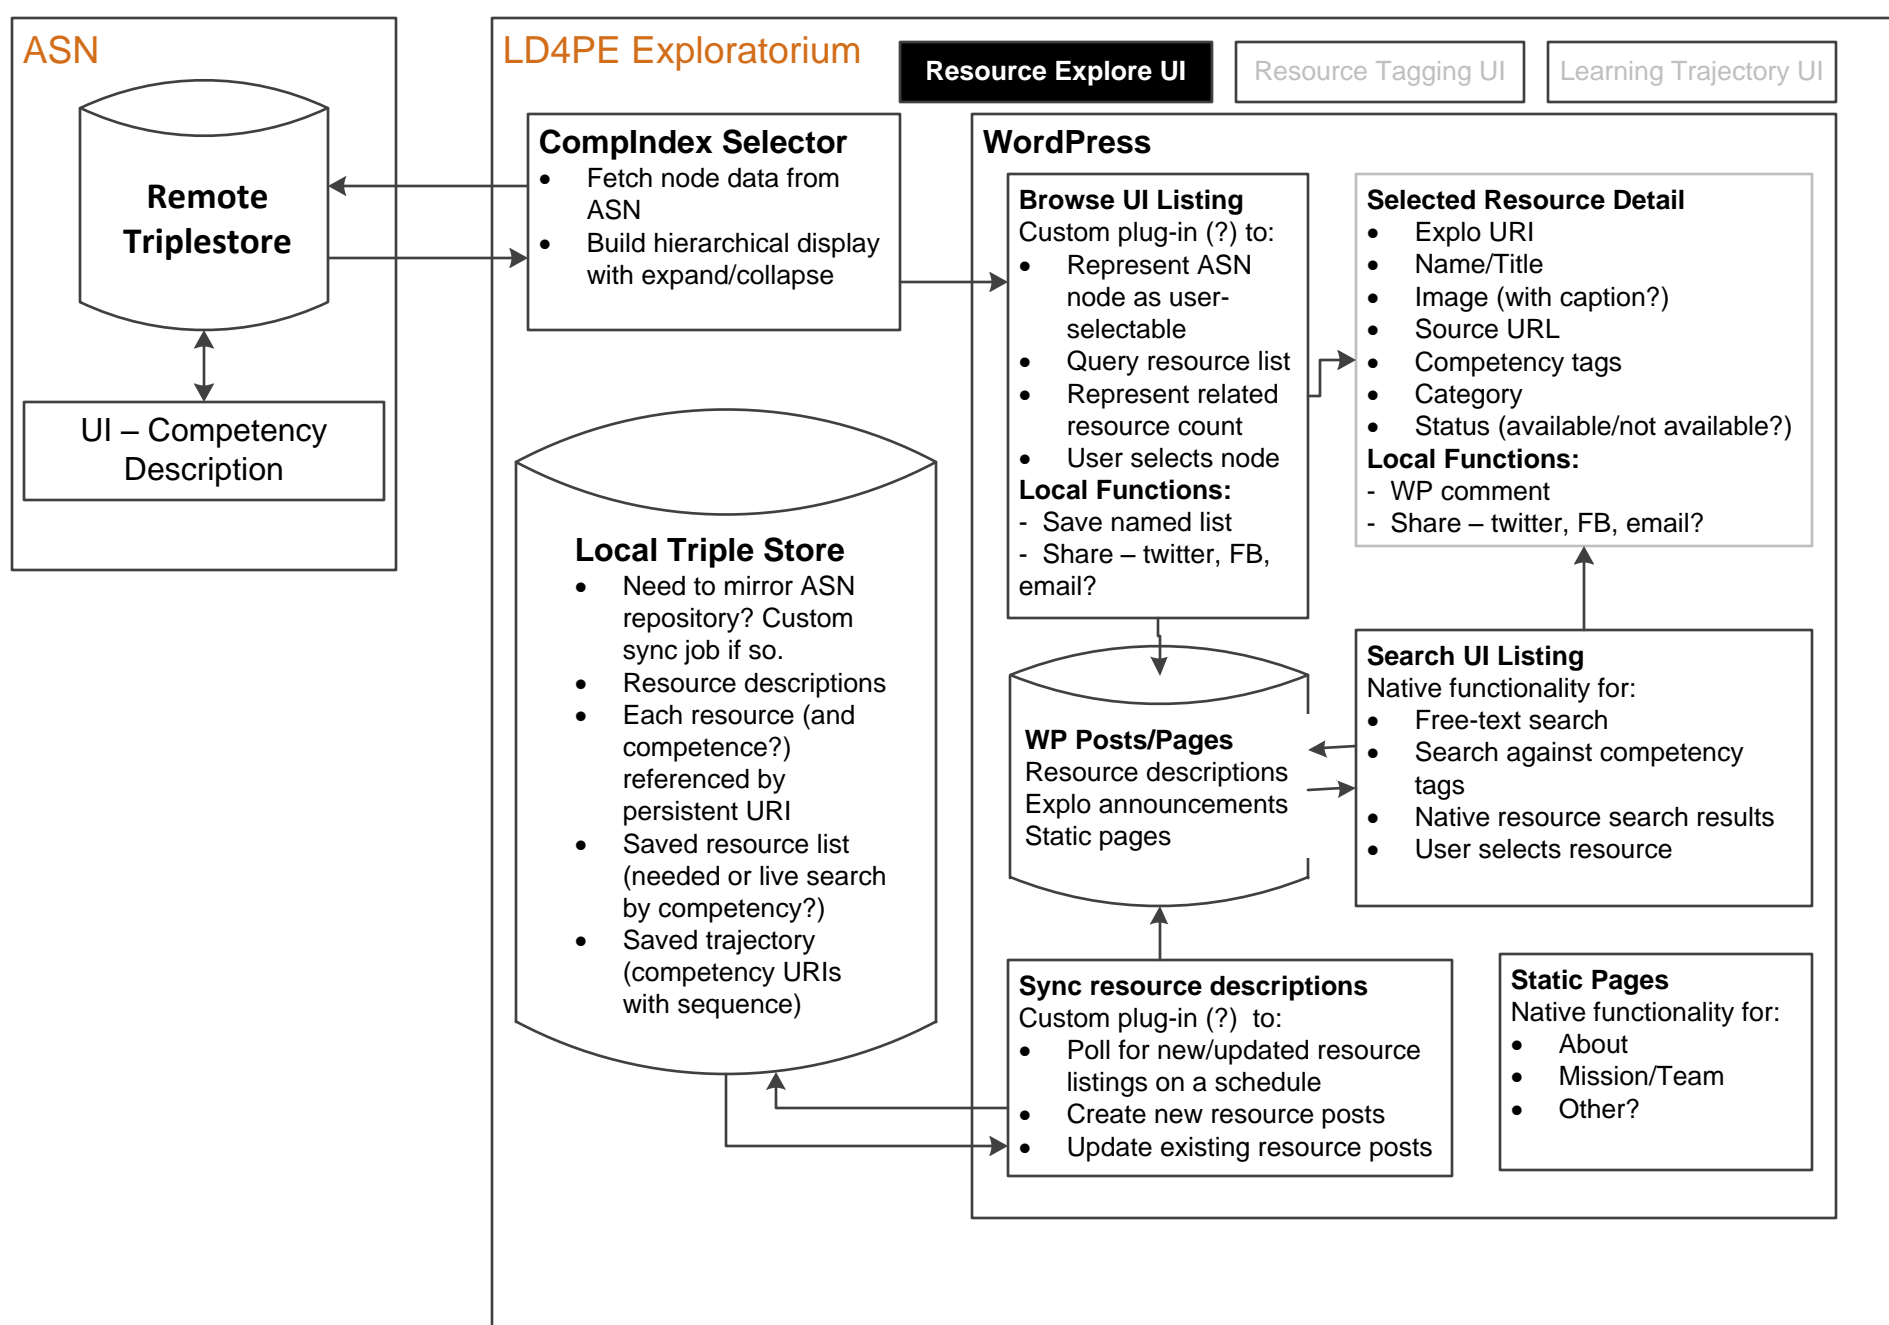 ASN
Remote
Triplestore
UI – Competency
Description
LD4PE Exploratorium
Resource Explore UI
Resource Tagging UI
Learning Trajectory UI
CompIndex Selector
• Fetch node data from
ASN
• Build hierarchical display
with expand/collapse
Local Triple Store
• Need to mirror ASN
repository? Custom
sync job if so.
• Resource descriptions
• Each resource (and
competence?)
referenced by
persistent URI
• Saved resource list
(needed or live search
by competency?)
• Saved trajectory
(competency URIs
with sequence)
WordPress
Browse UI Listing
Custom plug-in (?) to:
• Represent ASN
node as user-
selectable
• Query resource list
• Represent related
resource count
• User selects node
Local Functions:
- Save named list
- Share – twitter, FB,
email?
Selected Resource Detail
• Explo URI
• Name/Title
• Image (with caption?)
• Source URL
• Competency tags
• Category
• Status (available/not available?)
Local Functions:
- WP comment
- Share – twitter, FB, email?
WP Posts/Pages
Resource descriptions
Explo announcements
Static pages
Search UI Listing
Native functionality for:
• Free-text search
• Search against competency
tags
• Native resource search results
• User selects resource
Sync resource descriptions
Custom plug-in (?) to:
• Poll for new/updated resource
listings on a schedule
• Create new resource posts
• Update existing resource posts
Static Pages
Native functionality for:
• About
• Mission/Team
• Other?